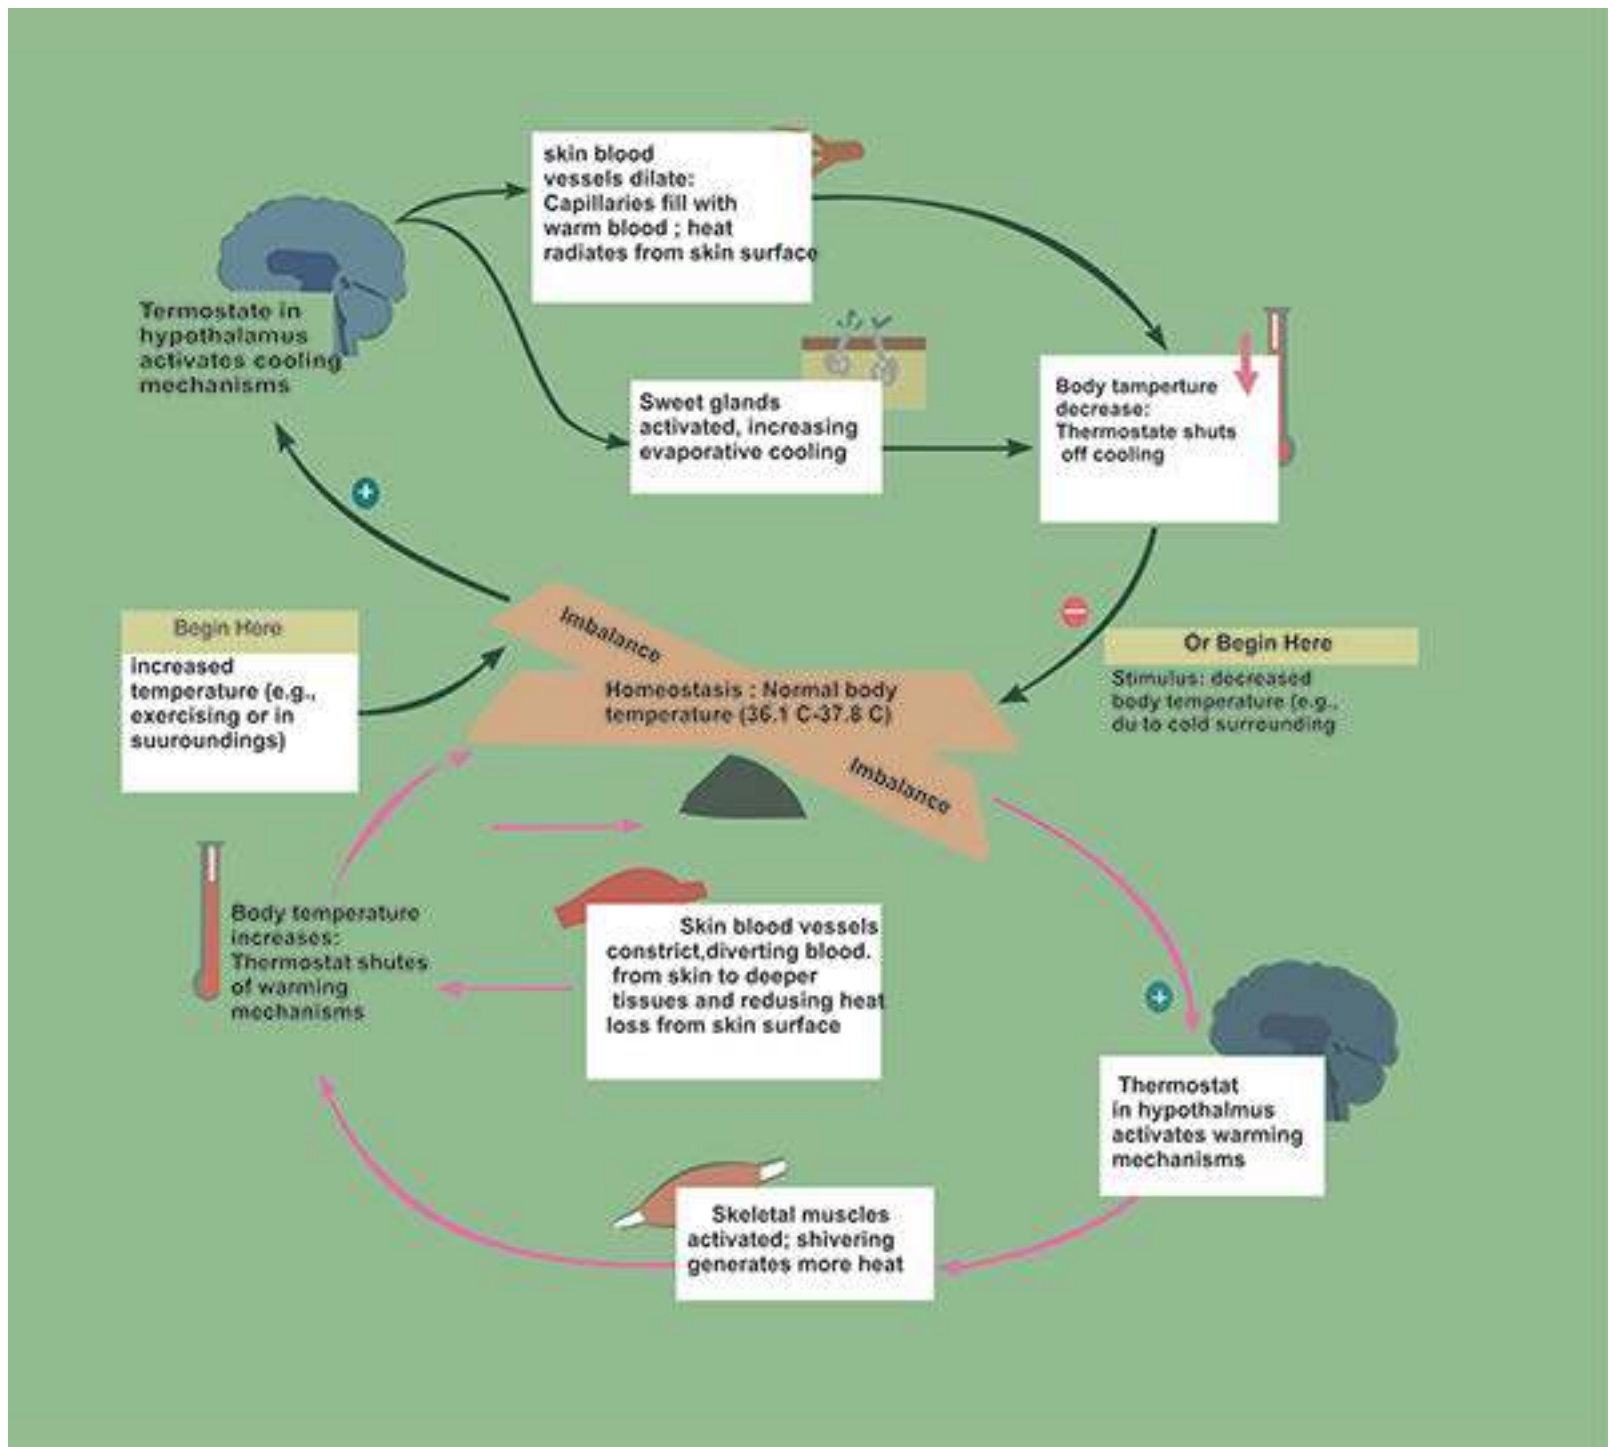 skin blood
vessels dilate:
Capillaries fill with
warm blood ; heat
radiates from skin surface
Termostate in
hypothalamus
activates cooling
mechanisms
Sweet glands
activated, increasing
evaporative cooling
Body tamperture
decrease:
Thermostate shuts
off cooling
+
−
Begin Here
increased
temperature (e.g.,
exercising or in
suuroundings)
Imbalance
Homeostasis : Normal body
temperature (36.1 C-37.8 C)
Imbalance
Or Begin Here
Stimulus: decreased
body temperature (e.g.,
du to cold surrounding
Body temperature
increases:
Thermostat shutes
of warming
mechanisms
Skin blood vessels
constrict,diverting blood.
from skin to deeper
tissues and redusing heat
loss from skin surface
+
Thermostat
in hypothalmus
activates warming
mechanisms
Skeletal muscles
activated; shivering
generates more heat